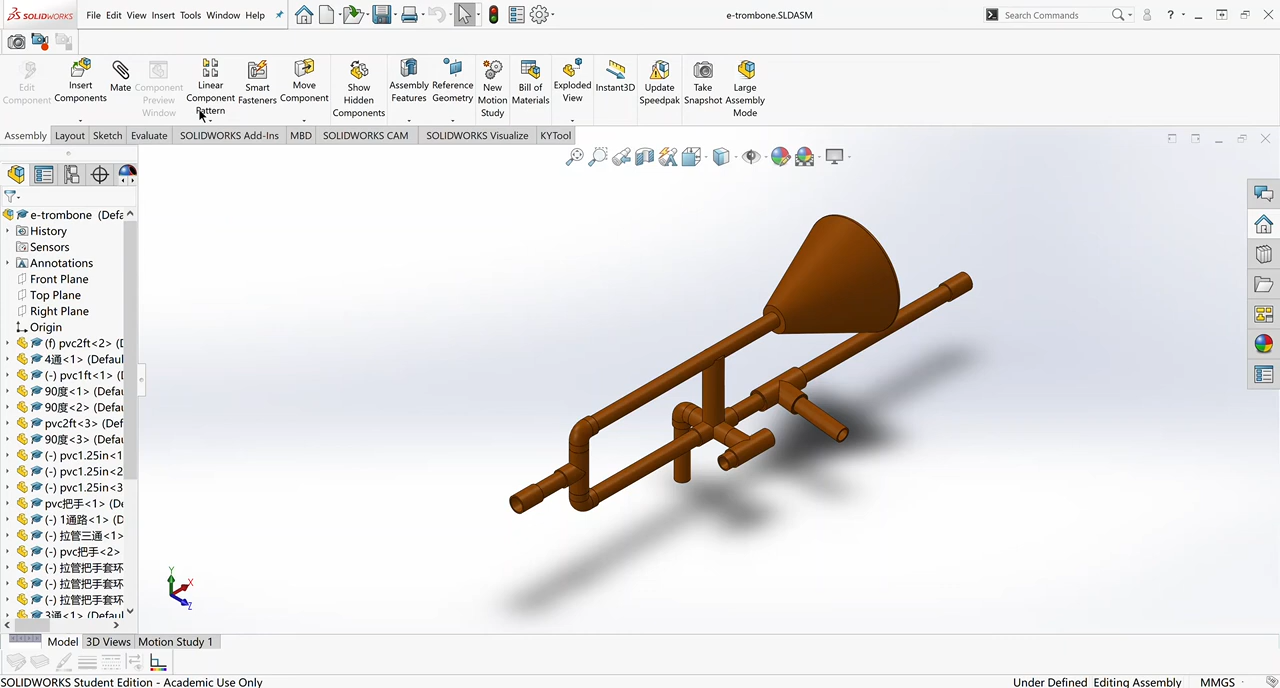 SOLIDWORKS File Edit View Insert Tools Window Help e-trombone.SLDASM Search Commands ?
Edit Component
Insert Components
Mate
Component Preview Window
Linear Component Pattern
Smart Fasteners
Move Component
Show Hidden Components
Assembly Features
Reference Geometry
New Motion Study
Bill of Materials
Exploded View
Instant3D
Update Speedpak
Take Snapshot
Large Assembly Mode
Assembly Layout Sketch Evaluate SOLIDWORKS Add-Ins MBD SOLIDWORKS CAM SOLIDWORKS Visualize KYTool
e-trombone (Defa
History
Sensors
Annotations
Front Plane
Top Plane
Right Plane
Origin
(f) pvc2ft<2> (D
4通<1> (Defaul
(-) pvc1ft<1> (D
90度<1> (Defau
90度<2> (Defau
pvc2ft<3> (Defa
90度<3> (Defau
(-) pvc1.25in<1
(-) pvc1.25in<2
(-) pvc1.25in<3
pvc把手<1> (De
(-) 1通路<1> (D
(-) 拉管三通<1>
(-) pvc把手<2>
(-) 拉管把手套环
(-) 拉管把手套环
(-) 拉管把手套环
3通<1> (Defaul
Y
X
Z
Model 3D Views Motion Study 1
SOLIDWORKS Student Edition - Academic Use Only Under Defined Editing Assembly MMGS